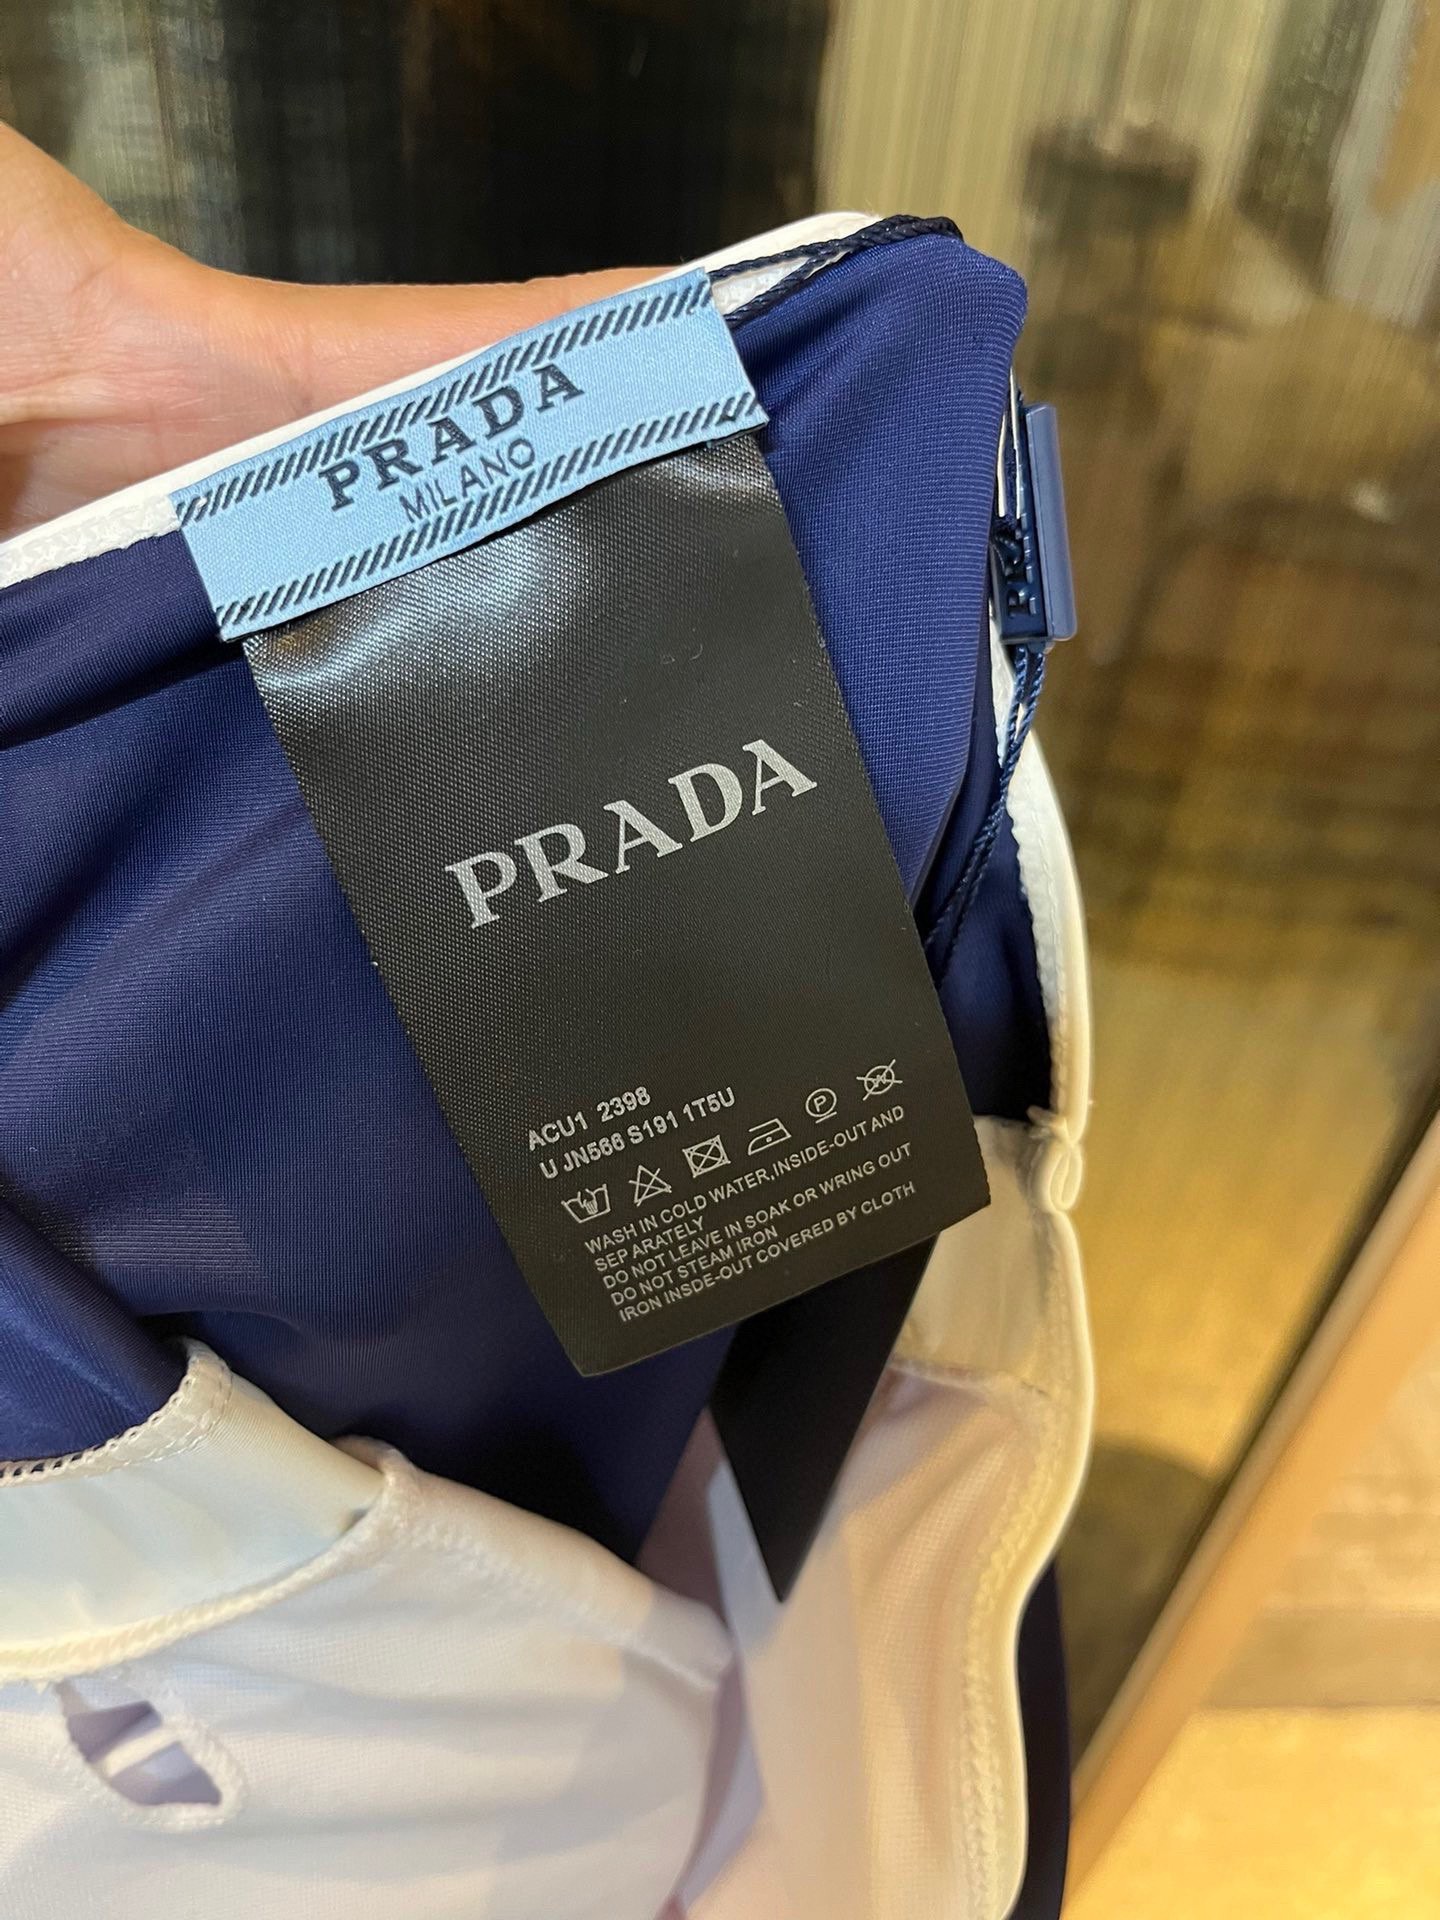 PRADA
MILANO
PRADA
PRADA
ACU1 2398
U JN566 S191 1T5U
P
W
WASH IN COLD WATER, INSIDE-OUT AND
SEP ARATELY
DO NOT LEAVE IN SOAK OR WRING OUT
DO NOT STEAM IRON
IRON INSDE-OUT COVERED BY CLOTH